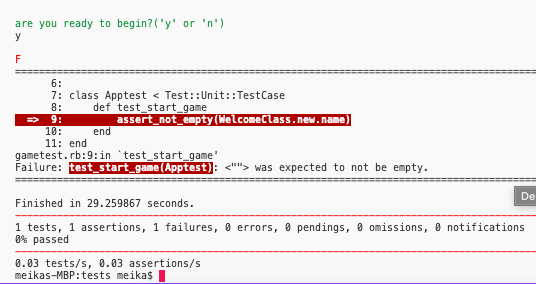 are you ready to begin?('y' or 'n')
y
F
6:
7: class Apptest < Test::Unit::TestCase
8: def test_start_game
=> 9: assert_not_empty(WelcomeClass.new.name)
10: end
11: end
gametest.rb:9:in `test_start_game'
Failure: test_start_game(Apptest): <""> was expected to not be empty.
De
Finished in 29.259867 seconds.
1 tests, 1 assertions, 1 failures, 0 errors, 0 pendings, 0 omissions, 0 notifications
0% passed
0.03 tests/s, 0.03 assertions/s
meikas-MBP:tests meika$